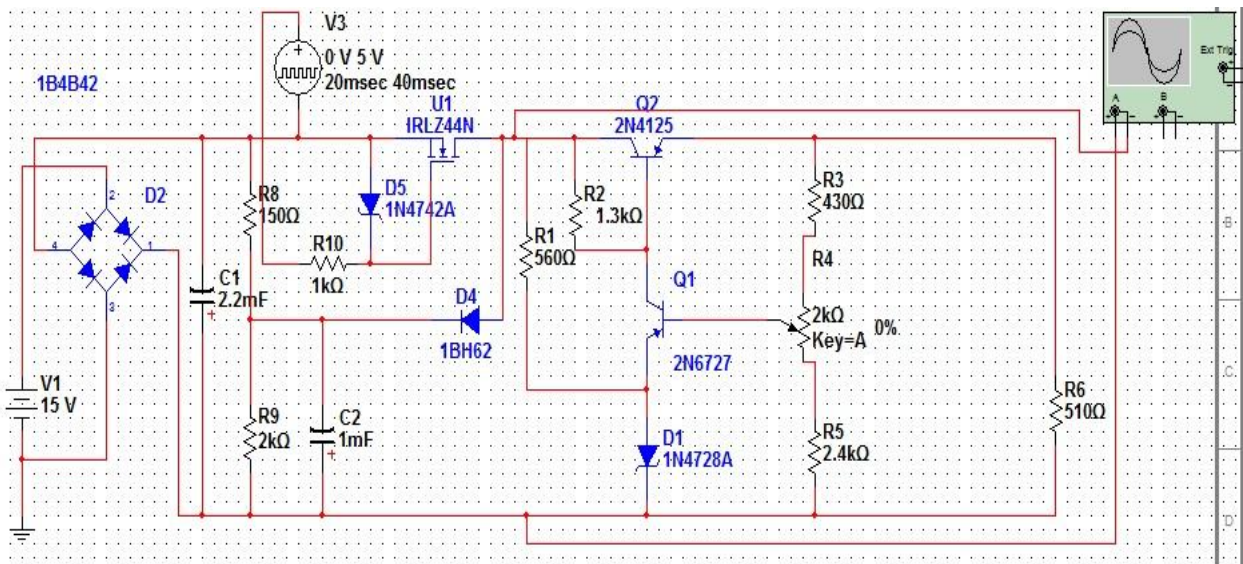 V3
0 V 5 V
20msec 40msec
1B4B42
U1
IRLZ44N
Q2
2N4125
Ext Trig
A
B
D2
2
4
1
3
R8
150Ω
D5
1N4742A
R10
1kΩ
R2
1.3kΩ
R1
560Ω
R3
430Ω
R4
2kΩ
Key=A
0%
C1
2.2mF
D4
1BH62
Q1
2N6727
V1
15 V
R9
2kΩ
C2
1mF
D1
1N4728A
R5
2.4kΩ
R6
510Ω
B
C
D